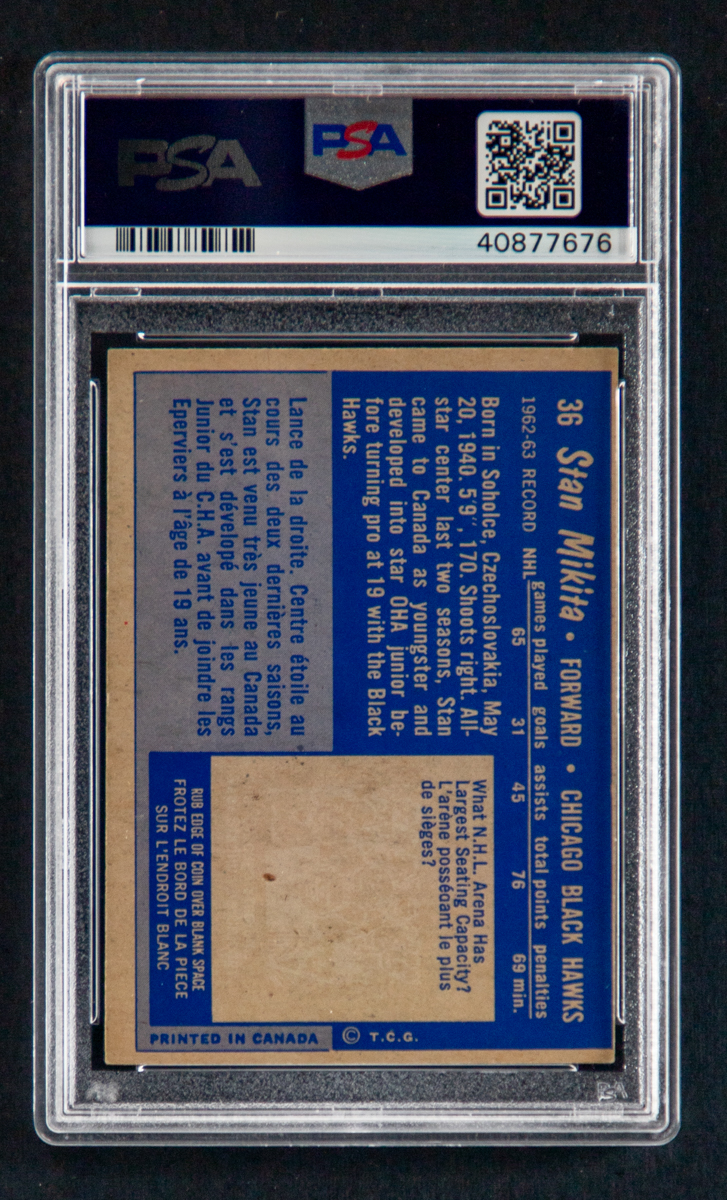 PSA
PSA
40877676
36 Stan Mikita • FORWARD • CHICAGO BLACK HAWKS
games played goals assists total points penalties
1962-63 RECORD NHL 65 31 45 76 69 min.
Born in Soholce, Czechoslovakia, May
20, 1940. 5'9", 170. Shoots right. All-
star center last two seasons, Stan
came to Canada as youngster and
developed into star OHA junior be-
fore turning pro at 19 with the Black
Hawks.
Lance de la droite. Centre étoile au
cours des deux dernières saisons,
Stan est venu très jeune au Canada
et s'est dévelopé dans les rangs
Junior du C.H.A. avant de joindre les
Eperviers à l'âge de 19 ans.
What N.H.L. Arena Has
Largest Seating Capacity?
L'arène possédant le plus
de sièges?
RUB EDGE OF COIN OVER BLANK SPACE
FROTEZ LE BORD DE LA PIECE
SUR L'ENDROIT BLANC
PRINTED IN CANADA
© T.C.G.